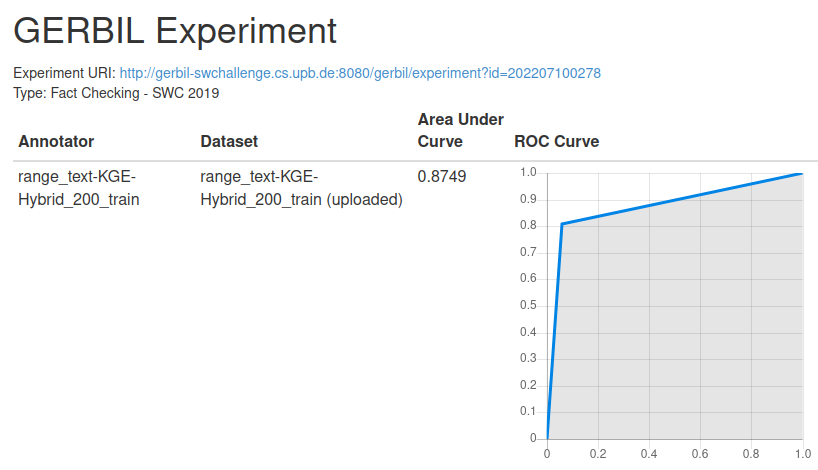 GERBIL Experiment
Experiment URI: http://gerbil-swchallenge.cs.upb.de:8080/gerbil/experiment?id=202207100278
Type: Fact Checking - SWC 2019
Annotator Dataset Area Under Curve ROC Curve
range_text-KGE-Hybrid_200_train range_text-KGE-Hybrid_200_train (uploaded) 0.8749
1.0
0.9
0.8
0.7
0.6
0.5
0.4
0.3
0.2
0.1
0
0 0.2 0.4 0.6 0.8 1.0